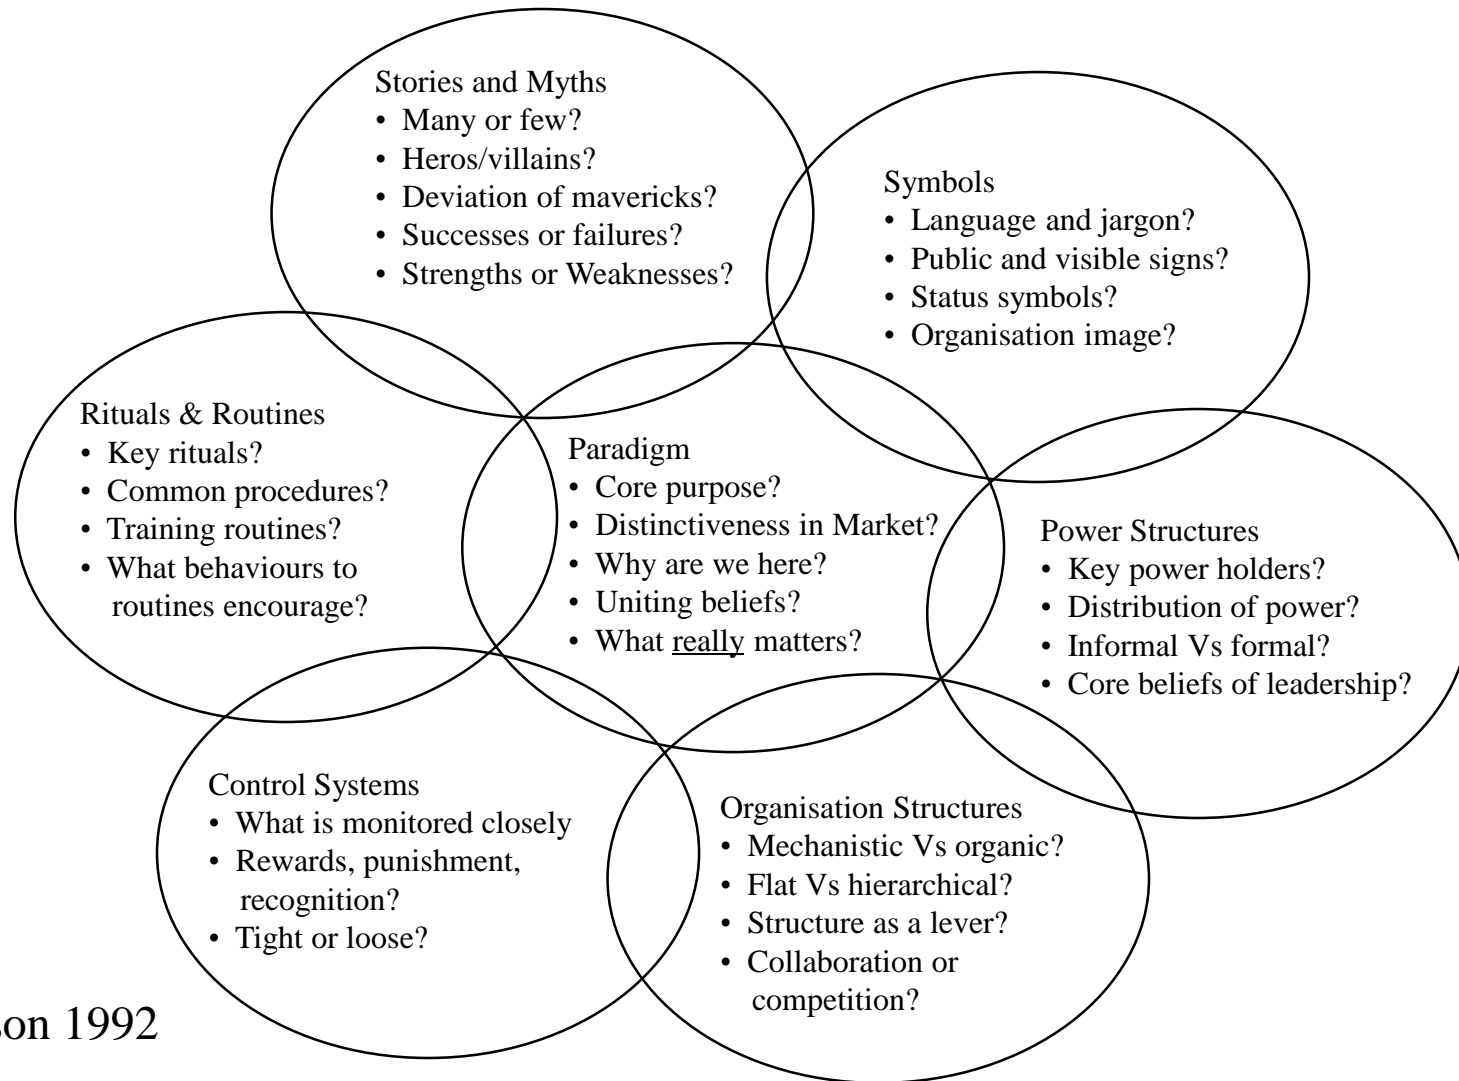 Stories and Myths
• Many or few?
• Heros/villains?
• Deviation of mavericks?
• Successes or failures?
• Strengths or Weaknesses?
Symbols
• Language and jargon?
• Public and visible signs?
• Status symbols?
• Organisation image?
Rituals & Routines
• Key rituals?
• Common procedures?
• Training routines?
• What behaviours to
routines encourage?
Paradigm
• Core purpose?
• Distinctiveness in Market?
• Why are we here?
• Uniting beliefs?
• What really matters?
Power Structures
• Key power holders?
• Distribution of power?
• Informal Vs formal?
• Core beliefs of leadership?
Control Systems
• What is monitored closely
• Rewards, punishment,
recognition?
• Tight or loose?
Organisation Structures
• Mechanistic Vs organic?
• Flat Vs hierarchical?
• Structure as a lever?
• Collaboration or
competition?
on 1992